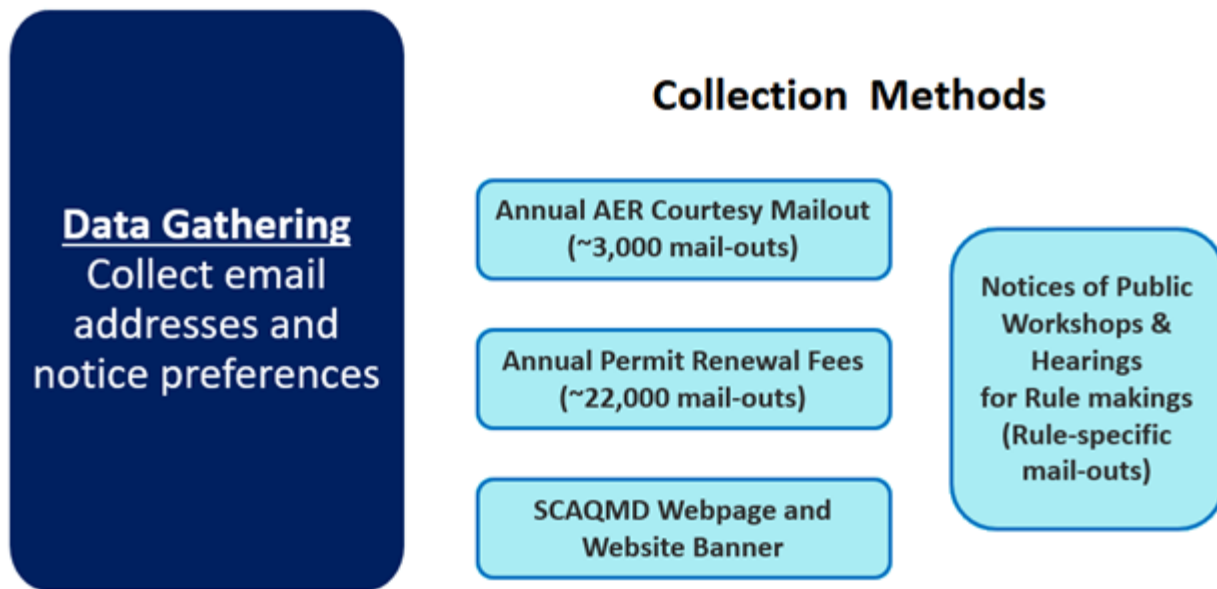 Collection Methods
Data Gathering
Collect email
addresses and
notice preferences
Annual AER Courtesy Mailout
(~3,000 mail-outs)
Annual Permit Renewal Fees
(~22,000 mail-outs)
SCAQMD Webpage and
Website Banner
Notices of Public
Workshops &
Hearings
for Rule makings
(Rule-specific
mail-outs)